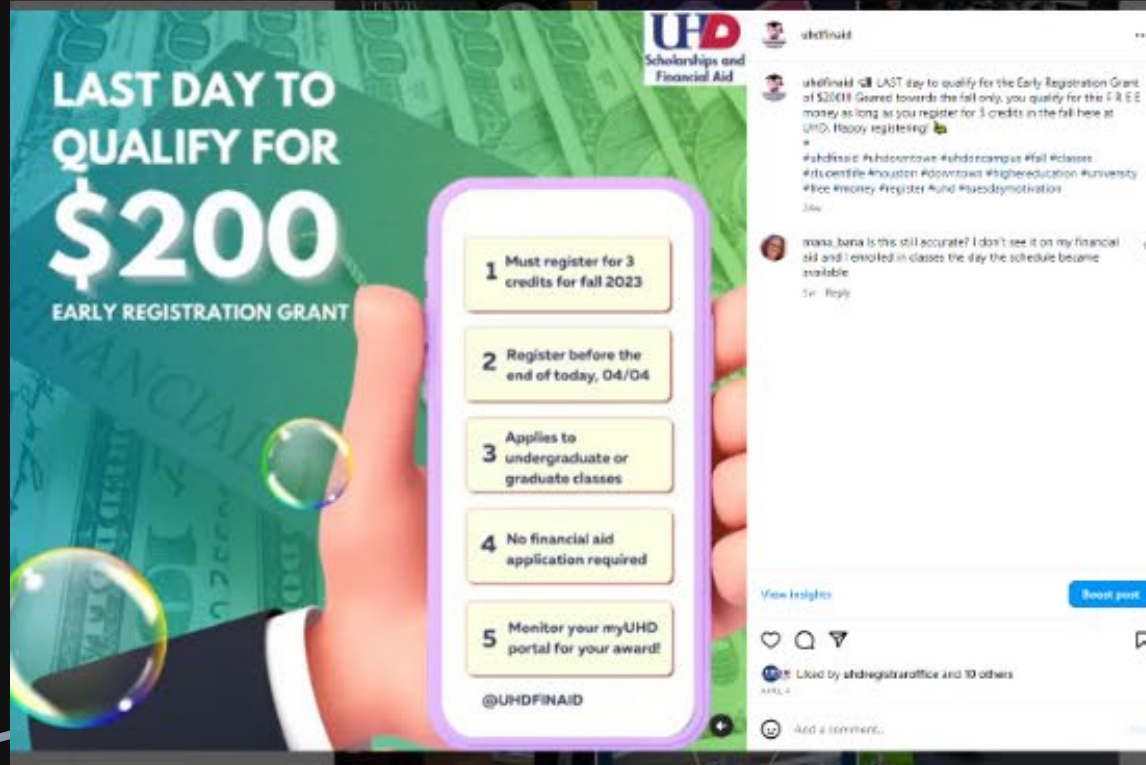 UHD
Scholarships and
Financial Aid
LAST DAY TO
QUALIFY FOR
$200
EARLY REGISTRATION GRANT
FINANCIAL
1 Must register for 3
credits for fall 2023
2 Register before the
end of today, 04/04
3 Applies to
undergraduate or
graduate classes
4 No financial aid
application required
5 Monitor your myUHD
portal for your award!
@UHDFINAID
uhdfinaid
uhdfinaid LAST day to qualify for the Early Registration Grant
of $200!! Geared towards the fall only, you qualify for this F R E E
money as long as you register for 3 credits in the fall here at
UHD. Happy registering!
#uhdfinaid #uhdowntown #uhdoncampus #fall #classes
#studentlife #houston #downtown #highereducation #university
#free #money #register #uhd #tuesdaymotivation
mana_bana Is this still accurate? I don't see it on my financial
aid and I enrolled in classes the day the schedule became
available
Reply
View insights
Boost post
Liked by uhdregistraroffice and 10 others
APRIL 4
Add a comment...